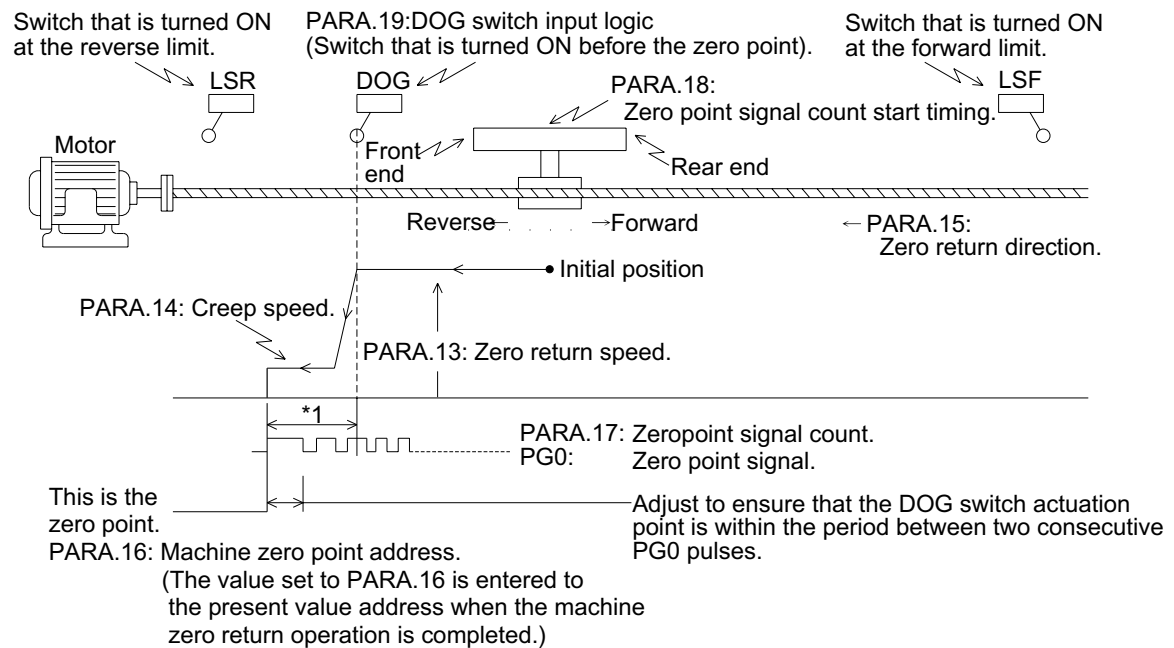 Switch that is turned ON
at the reverse limit.
PARA.19:DOG switch input logic
(Switch that is turned ON before the zero point).
Switch that is turned ON
at the forward limit.
LSR
DOG
LSF
PARA.18:
Zero point signal count start timing.
Motor
Front
end
Rear end
Reverse
Forward
PARA.15:
Zero return direction.
Initial position
PARA.14: Creep speed.
PARA.13: Zero return speed.
*1
PARA.17: Zeropoint signal count.
PG0: Zero point signal.
This is the
zero point.
Adjust to ensure that the DOG switch actuation
point is within the period between two consecutive
PG0 pulses.
PARA.16: Machine zero point address.
(The value set to PARA.16 is entered to
the present value address when the machine
zero return operation is completed.)